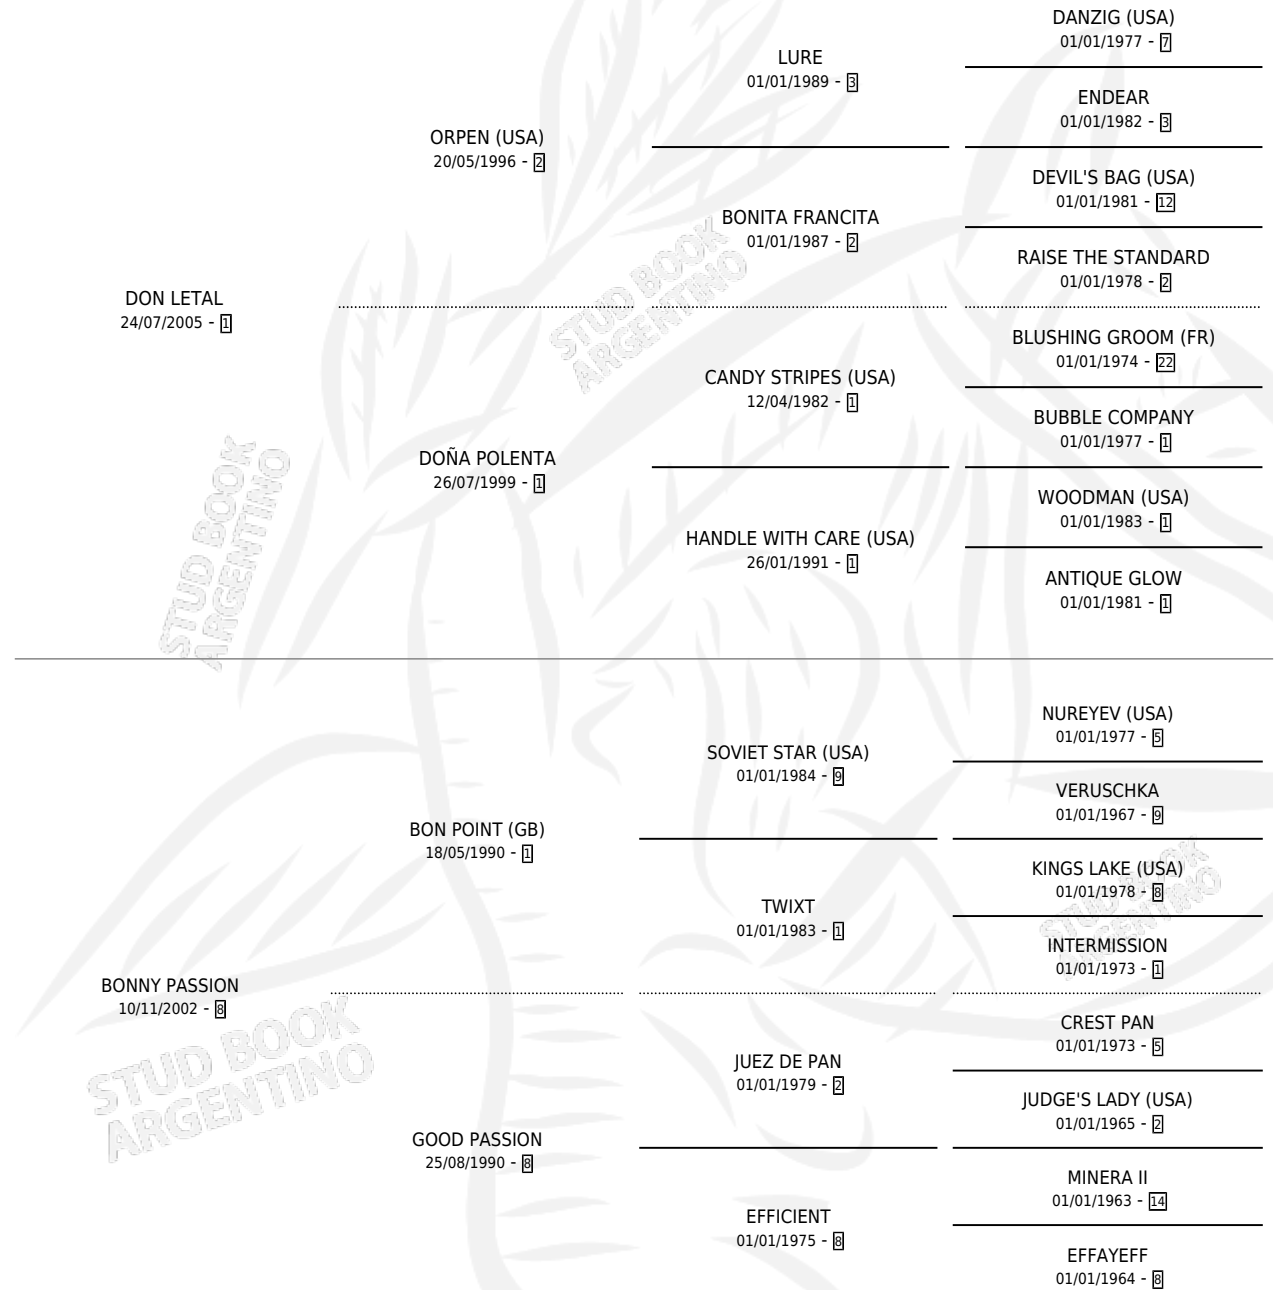 DANZIG (USA)
01/01/1977 - 7
LURE
01/01/1989 - 3
ENDEAR
01/01/1982 - 3
ORPEN (USA)
20/05/1996 - 2
DEVIL'S BAG (USA)
01/01/1981 - 12
BONITA FRANCITA
01/01/1987 - 2
RAISE THE STANDARD
01/01/1978 - 2
DON LETAL
24/07/2005 - 1
BLUSHING GROOM (FR)
01/01/1974 - 22
CANDY STRIPES (USA)
12/04/1982 - 1
BUBBLE COMPANY
01/01/1977 - 1
DOÑA POLENTA
26/07/1999 - 1
WOODMAN (USA)
01/01/1983 - 1
HANDLE WITH CARE (USA)
26/01/1991 - 1
ANTIQUE GLOW
01/01/1981 - 1
STUD BOOK
ARGENTINO
STUD BOOK
ARGENTINO
NUREYEV (USA)
01/01/1977 - 5
SOVIET STAR (USA)
01/01/1984 - 9
VERUSCHKA
01/01/1967 - 9
BON POINT (GB)
18/05/1990 - 1
KINGS LAKE (USA)
01/01/1978 - 8
TWIXT
01/01/1983 - 1
INTERMISSION
01/01/1973 - 1
STUD BOOK
ARGENTINO
BONNY PASSION
10/11/2002 - 8
CREST PAN
01/01/1973 - 5
JUEZ DE PAN
01/01/1979 - 2
JUDGE'S LADY (USA)
01/01/1965 - 2
STUD BOOK
ARGENTINO
GOOD PASSION
25/08/1990 - 8
MINERA II
01/01/1963 - 14
EFFICIENT
01/01/1975 - 8
EFFAYEFF
01/01/1964 - 8